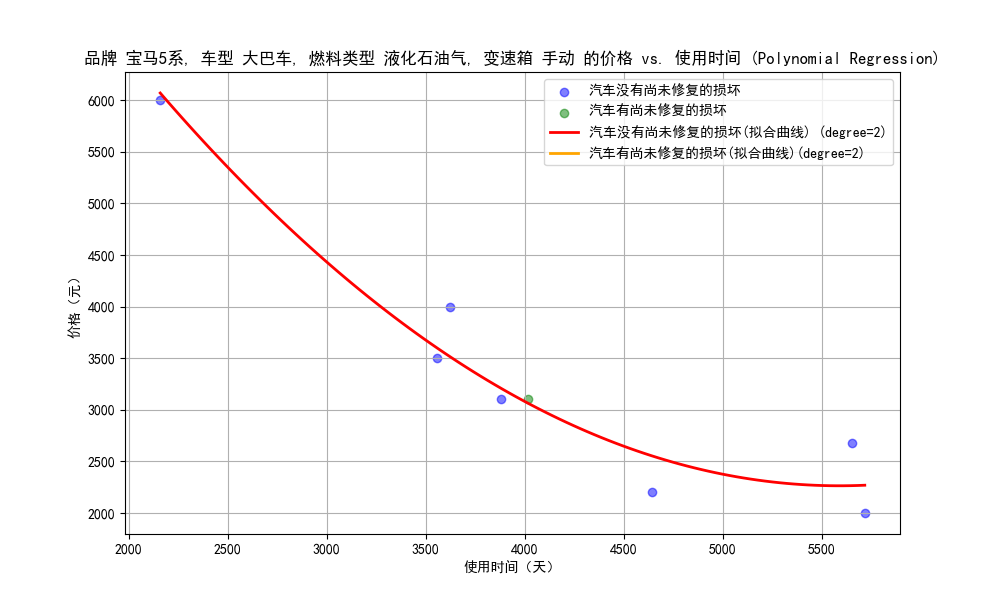 品牌 宝马5系, 车型 大巴车, 燃料类型 液化石油气, 变速箱 手动 的价格 vs. 使用时间 (Polynomial Regression)
汽车没有尚未修复的损坏
汽车有尚未修复的损坏
汽车没有尚未修复的损坏(拟合曲线) (degree=2)
汽车有尚未修复的损坏(拟合曲线)(degree=2)
价格（元）
6000
5500
5000
4500
4000
3500
3000
2500
2000
2000 2500 3000 3500 4000 4500 5000 5500
使用时间（天）